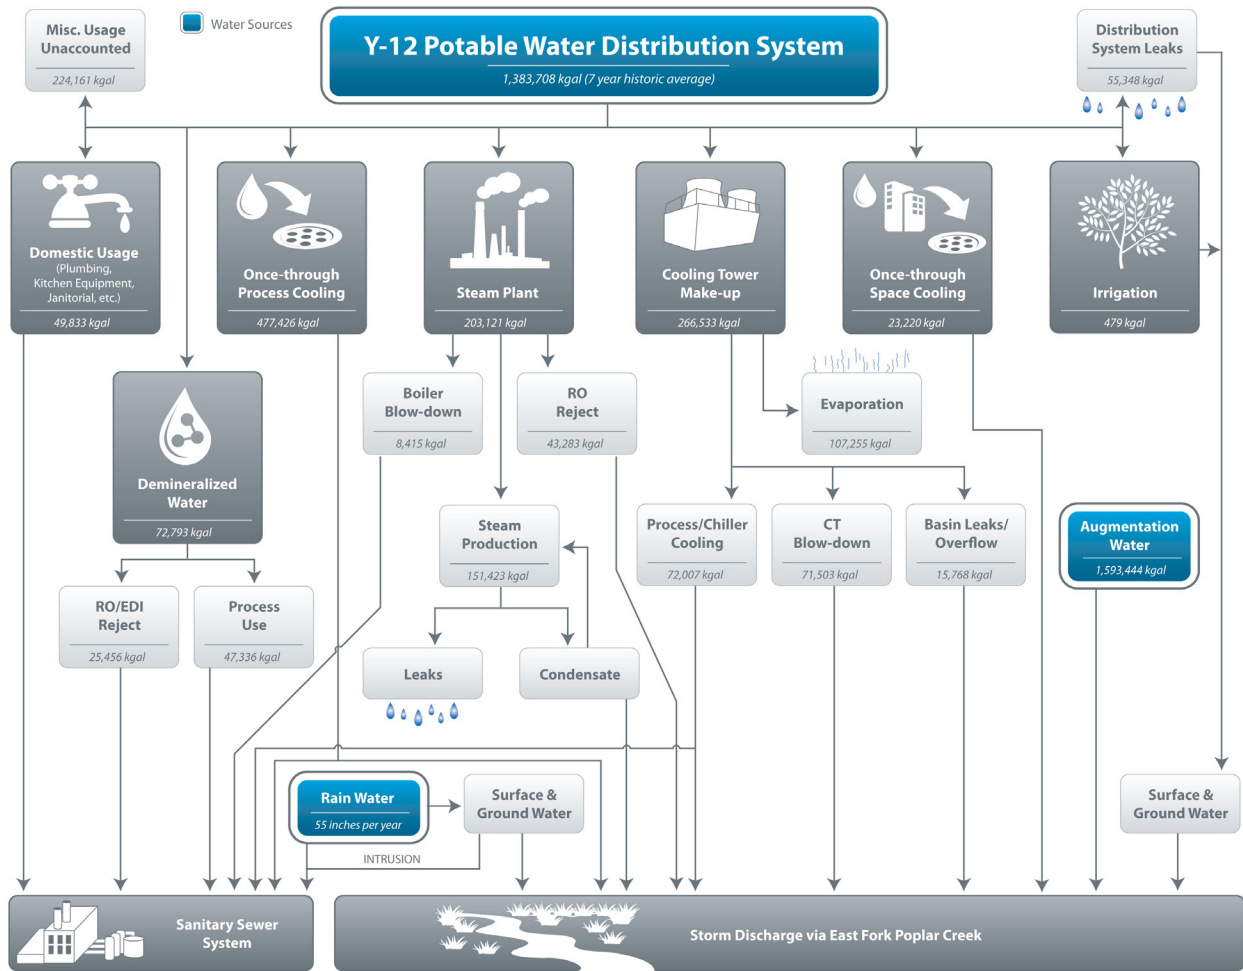 Misc. Usage
Unaccounted
224,161 kgal
Water Sources
Y-12 Potable Water Distribution System
1,383,708 kgal (7 year historic average)
Distribution
System Leaks
55,348 kgal
Domestic Usage
(Plumbing,
Kitchen Equipment,
Janitorial, etc.)
49,833 kgal
Once-through
Process Cooling
477,426 kgal
Steam Plant
203,121 kgal
Cooling Tower
Make-up
266,533 kgal
Once-through
Space Cooling
23,220 kgal
Irrigation
479 kgal
Demineralized
Water
72,793 kgal
Boiler
Blow-down
8,415 kgal
RO
Reject
43,283 kgal
Evaporation
107,255 kgal
Steam
Production
151,423 kgal
Process/Chiller
Cooling
72,007 kgal
CT
Blow-down
71,503 kgal
Basin Leaks/
Overflow
15,768 kgal
Augmentation
Water
1,593,444 kgal
RO/EDI
Reject
25,456 kgal
Process
Use
47,336 kgal
Leaks
Condensate
Rain Water
55 inches per year
Surface &
Ground Water
Surface &
Ground Water
INTRUSION
Sanitary Sewer
System
Storm Discharge via East Fork Poplar Creek